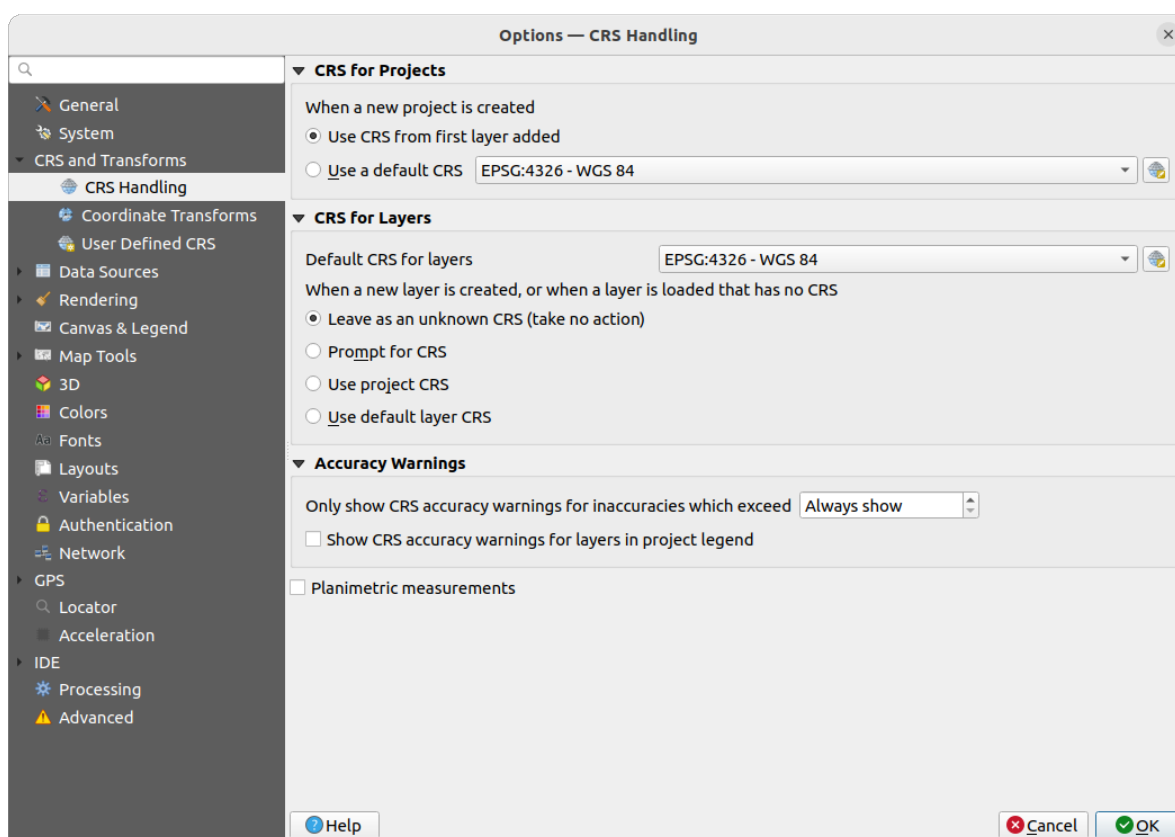 Options — CRS Handling
General
System
CRS and Transforms
CRS Handling
Coordinate Transforms
User Defined CRS
Data Sources
Rendering
Canvas & Legend
Map Tools
3D
Colors
Fonts
Layouts
Variables
Authentication
Network
GPS
Locator
Acceleration
IDE
Processing
Advanced
CRS for Projects
When a new project is created
Use CRS from first layer added
Use a default CRS EPSG:4326 - WGS 84
CRS for Layers
Default CRS for layers EPSG:4326 - WGS 84
When a new layer is created, or when a layer is loaded that has no CRS
Leave as an unknown CRS (take no action)
Prompt for CRS
Use project CRS
Use default layer CRS
Accuracy Warnings
Only show CRS accuracy warnings for inaccuracies which exceed Always show
Show CRS accuracy warnings for layers in project legend
Planimetric measurements
Help Cancel OK